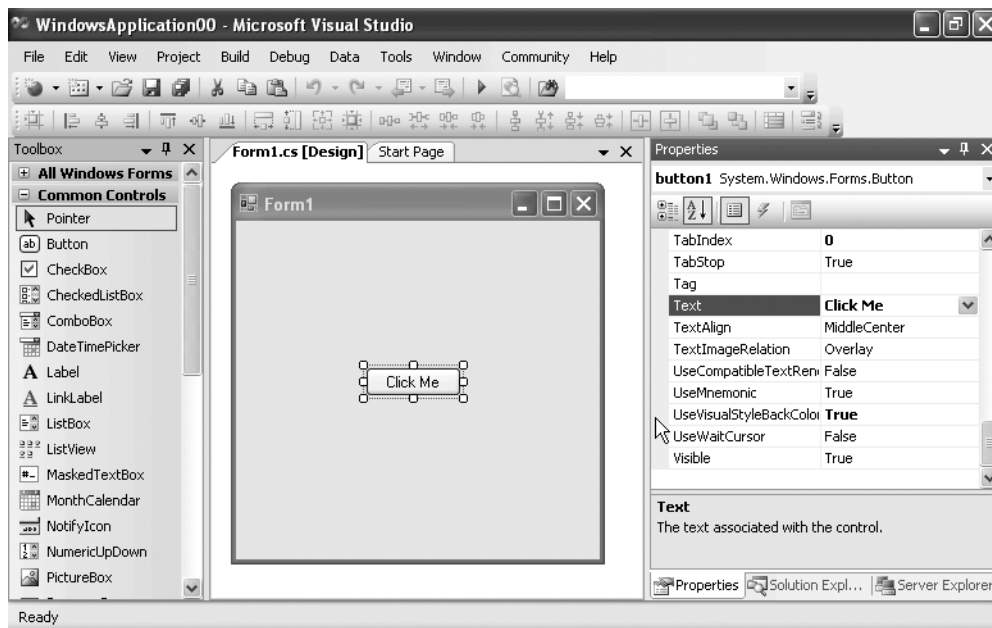 WindowsApplication00 - Microsoft Visual Studio
File Edit View Project Build Debug Data Tools Window Community Help
Toolbox
All Windows Forms
Common Controls
Pointer
ab Button
CheckBox
CheckedListBox
ComboBox
DateTimePicker
A Label
A LinkLabel
ListBox
ListView
#_ MaskedTextBox
MonthCalendar
NotifyIcon
NumericUpDown
PictureBox
Form1.cs [Design] Start Page
Form1
Click Me
Properties
button1 System.Windows.Forms.Button
TabIndex 0
TabStop True
Tag
Text Click Me
TextAlign MiddleCenter
TextImageRelation Overlay
UseCompatibleTextRen False
UseMnemonic True
UseVisualStyleBackColor True
UseWaitCursor False
Visible True
Text
The text associated with the control.
Properties Solution Expl... Server Explorer
Ready